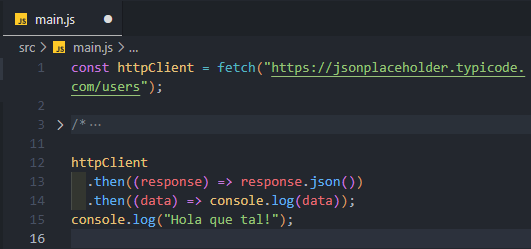 JS main.js
src > JS main.js > ...
1 const httpClient = fetch("https://jsonplaceholder.typicode.
com/users");
2
3 > /* ...
11
12 httpClient
13 .then((response) => response.json())
14 .then((data) => console.log(data));
15 console.log("Hola que tal!");
16